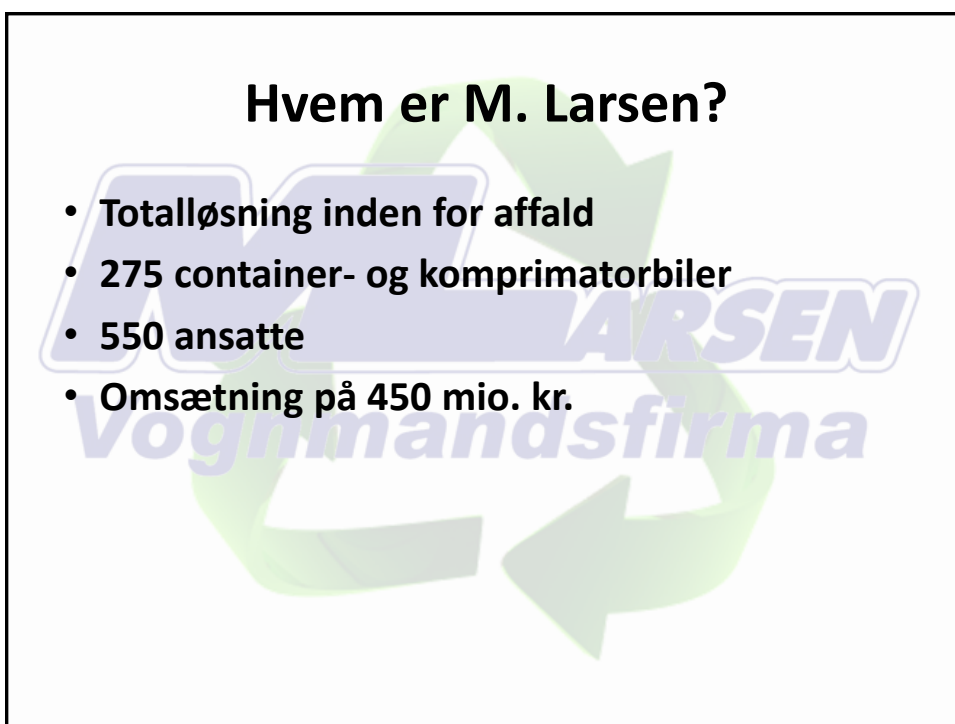 Hvem er M. Larsen?
• Totalløsning inden for affald
• 275 container- og komprimatorbiler
• 550 ansatte
• Omsætning på 450 mio. kr.
M LARSEN
Vognmandsfirma